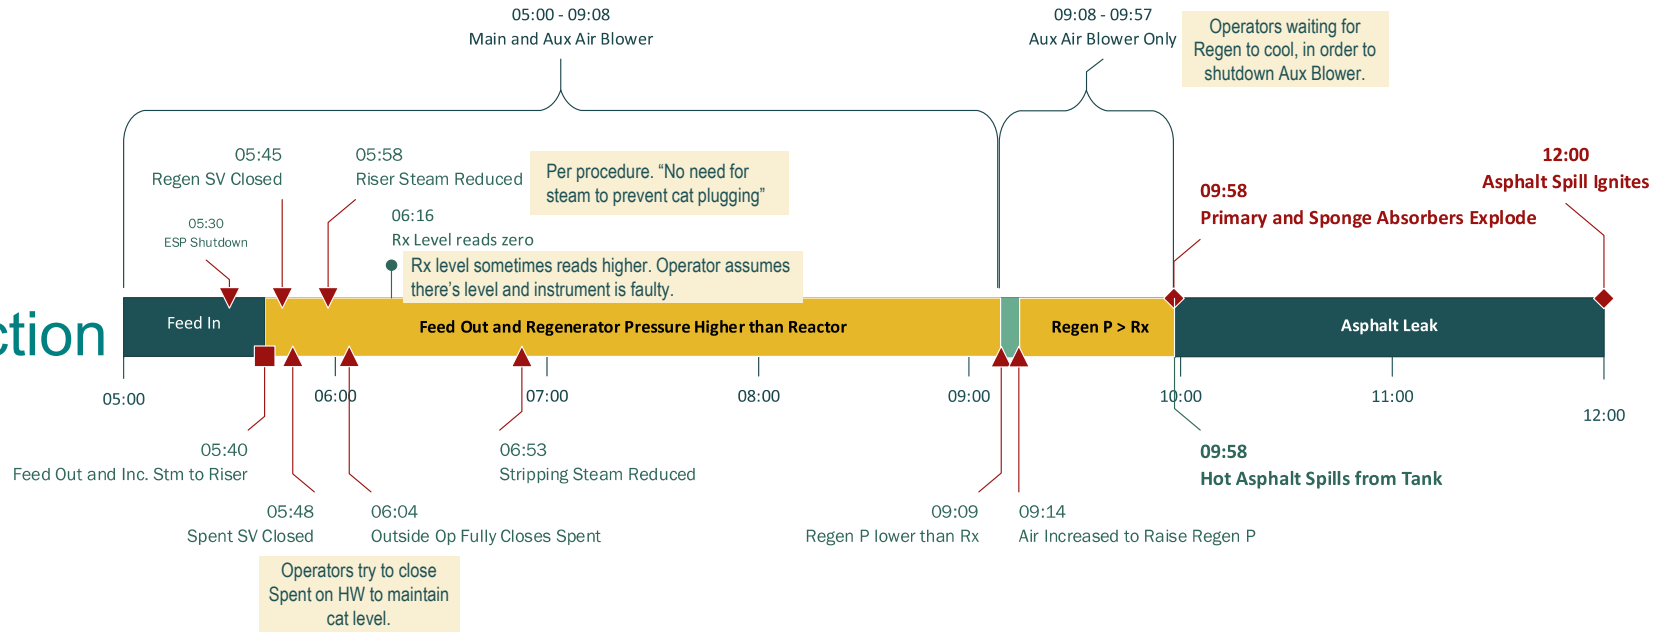 05:00 - 09:08
Main and Aux Air Blower
09:08 - 09:57
Aux Air Blower Only
Operators waiting for
Regen to cool, in order to
shutdown Aux Blower.
05:45
Regen SV Closed
05:58
Riser Steam Reduced
Per procedure. “No need for
steam to prevent cat plugging”
12:00
Asphalt Spill Ignites
09:58
Primary and Sponge Absorbers Explode
05:30
ESP Shutdown
06:16
Rx Level reads zero
Rx level sometimes reads higher. Operator assumes
there’s level and instrument is faulty.
ction
Feed In
Feed Out and Regenerator Pressure Higher than Reactor
Regen P > Rx
Asphalt Leak
05:00
06:00
07:00
08:00
09:00
10:00
11:00
12:00
05:40
Feed Out and Inc. Stm to Riser
06:53
Stripping Steam Reduced
09:58
Hot Asphalt Spills from Tank
05:48
Spent SV Closed
06:04
Outside Op Fully Closes Spent
09:09
Regen P lower than Rx
09:14
Air Increased to Raise Regen P
Operators try to close
Spent on HW to maintain
cat level.